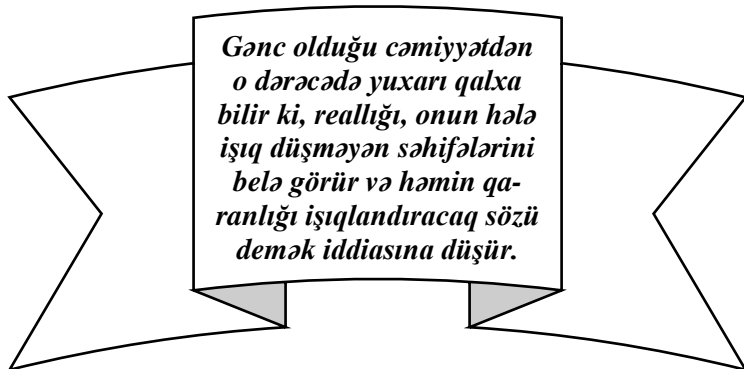 Gənc olduğu cəmiyyətdən
o dərəcədə yuxarı qalxa
bilir ki, reallığı, onun hələ
işıq düşməyən səhifələrini
belə görür və həmin qa-
ranlığı işıqlandıracaq sözü
demək iddiasına düşür.